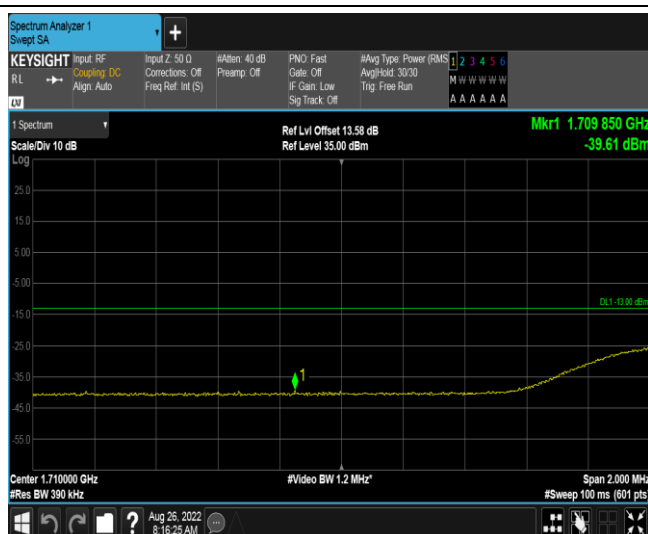 Spectrum Analyzer 1
Swept SA
KEYSIGHT
RL
LXI
Input: RF
Coupling: DC
Align: Auto
Input Z: 50 Ω
Corrections: Off
Freq Ref: Int (S)
#Atten: 40 dB
Preamp: Off
PNO: Fast
Gate: Off
IF Gain: Low
Sig Track: Off
#Avg Type: Power (RMS
Avg|Hold: 30/30
Trig: Free Run
1 2 3 4 5 6
M W W W W W
A A A A A A
1 Spectrum
Scale/Div 10 dB
Ref Lvl Offset 13.58 dB
Ref Level 35.00 dBm
Mkr1 1.709 850 GHz
-39.61 dBm
Log
25.0
15.0
5.00
-5.00
DL1 -13.00 dBm
-15.0
-25.0
1
-35.0
-45.0
-55.0
Center 1.710000 GHz
#Video BW 1.2 MHz*
Span 2.000 MHz
#Res BW 390 kHz
#Sweep 100 ms (601 pts)
?
Aug 26, 2022
8:16:25 AM